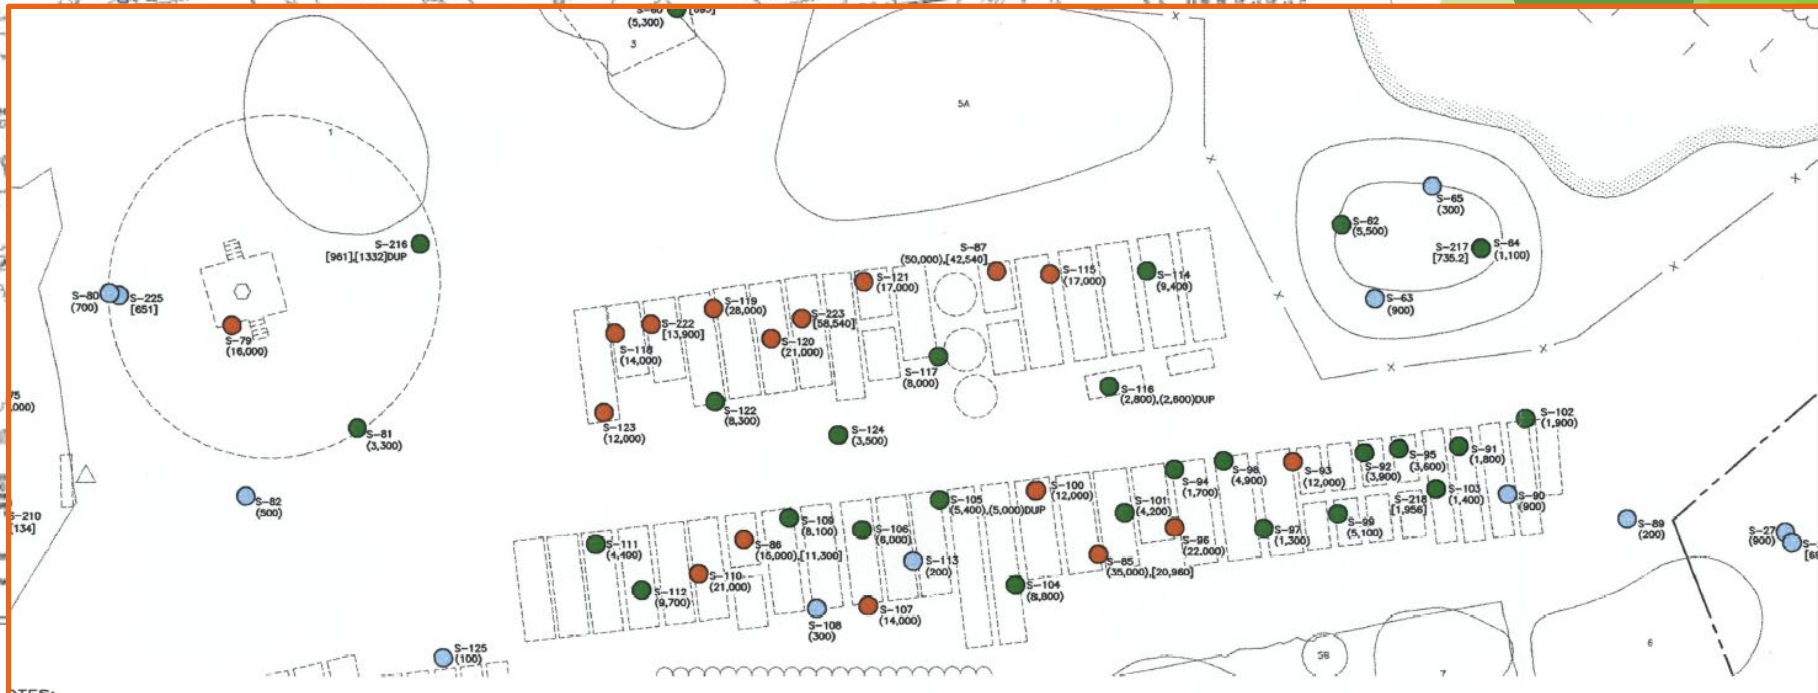 (5,300)
3
1
5A
S-65
(300)
S-62
(5,500)
S-217
[735.2]
S-64
(1,100)
S-63
(900)
S-216
[961],[1332]DUP
S-80
(700)
S-225
[651]
S-79
(16,000)
S-81
(3,300)
S-82
(500)
S-87
(50,000),[42,540]
S-115
(17,000)
S-114
(9,400)
S-121
(17,000)
S-119
(28,000)
S-223
[58,540]
S-222
[13,900]
S-118
(14,000)
S-120
(21,000)
S-117
(8,000)
S-116
(2,800),(2,600)DUP
S-123
(12,000)
S-122
(8,300)
S-124
(3,500)
S-102
(1,900)
S-91
(1,800)
S-95
(3,600)
S-92
(3,900)
S-93
(12,000)
S-98
(4,900)
S-94
(1,700)
S-103
(1,400)
S-218
[1,956]
S-90
(900)
S-99
(5,100)
S-97
(1,300)
S-96
(22,000)
S-101
(4,200)
S-100
(12,000)
S-85
(35,000),[20,960]
S-105
(5,400),(5,000)DUP
S-104
(8,800)
S-106
(6,000)
S-113
(200)
S-109
(8,100)
S-107
(14,000)
S-108
(300)
S-86
[11,300]
S-110
(21,000)
S-111
S-112
(9,700)
S-125
(100)
S-89
(200)
S-27
(900)
S-210
[134]
5B
7
6